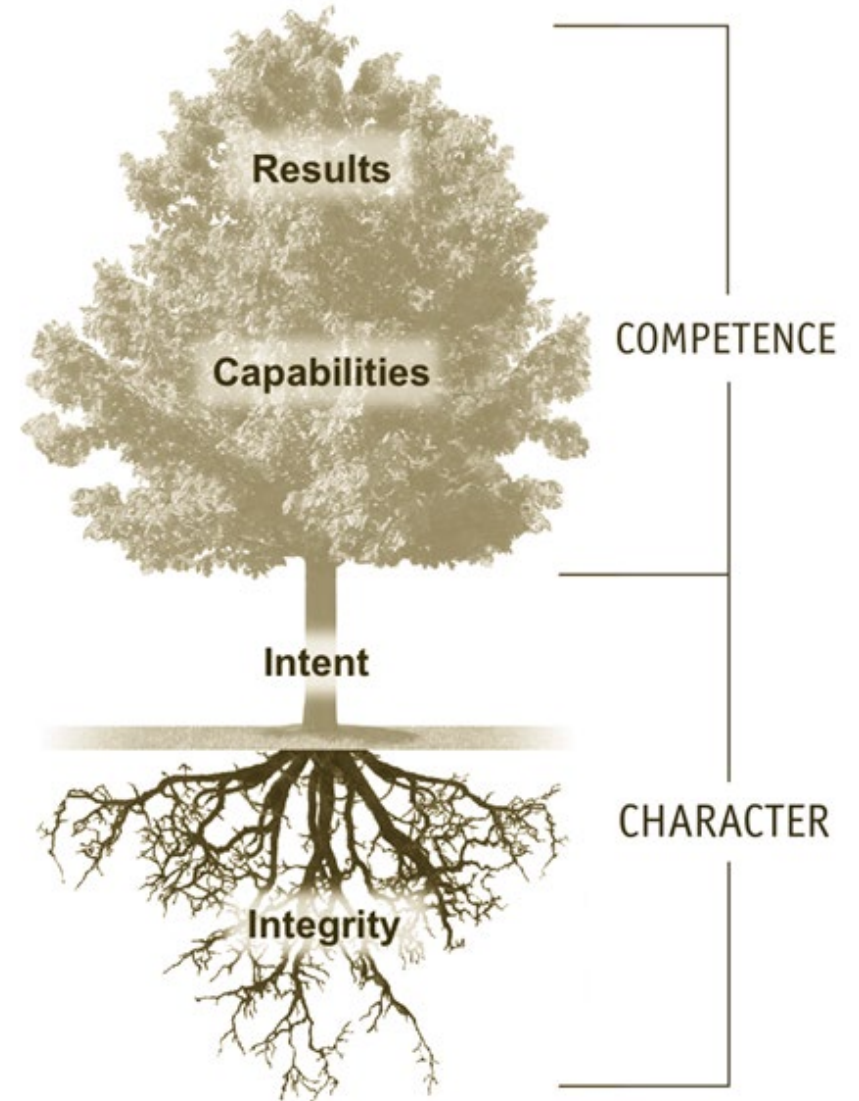 Results
COMPETENCE
Capabilities
Intent
CHARACTER
Integrity